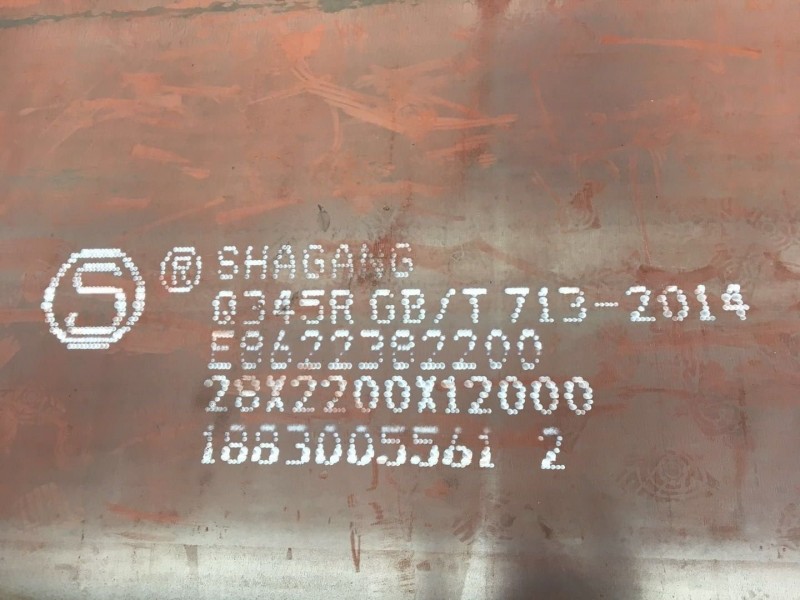 S ® SHAGANG
Q345R GB/T 713-2014
E8622382200
28X2200X12000
1883005561 2